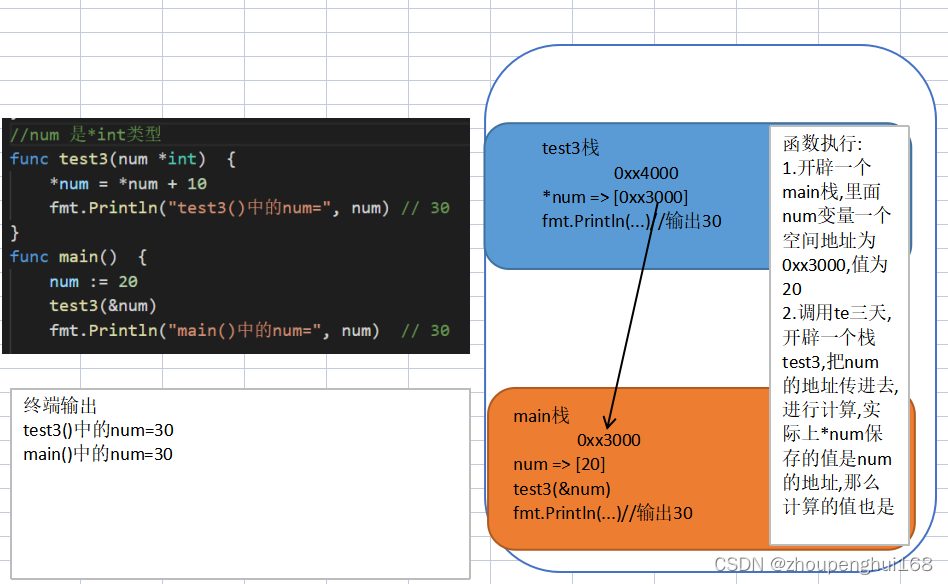 //num 是*int类型
func test3(num *int)  {
    *num = *num + 10
    fmt.Println("test3()中的num=", num) // 30
}
func main()  {
    num := 20
    test3(&num)
    fmt.Println("main()中的num=", num)  // 30
终端输出
test3()中的num=30
main()中的num=30
test3栈
0xx4000
*num => [0xx3000]
fmt.Println(...)//输出30
main栈
0xx3000
num => [20]
test3(&num)
fmt.Println(...)//输出30
函数执行:
1.开辟一个
main栈,里面
num变量一个
空间地址为
0xx3000,值为
20
2.调用te三天,
开辟一个栈
test3,把num
的地址传进去,
进行计算,实
际上*num保
存的值是num
的地址,那么
计算的值也是
CSDN @zhoupenghui168